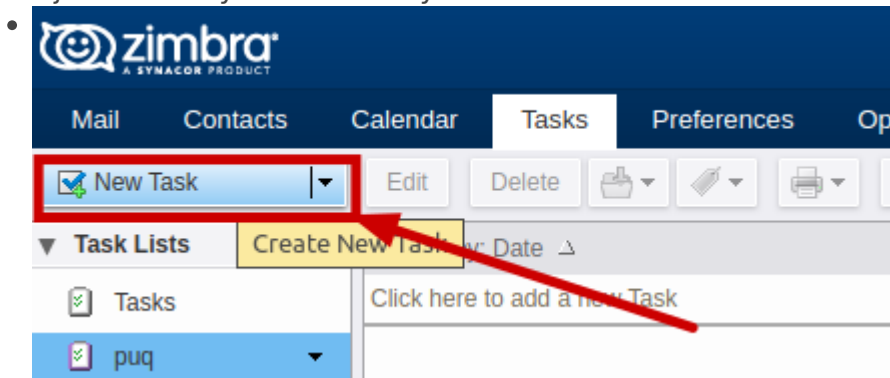 zimbra
A SYNACOR PRODUCT
Mail Contacts Calendar Tasks Preferences Op
New Task Edit Delete
Task Lists Create New Task y: Date
Tasks Click here to add a new Task
puq